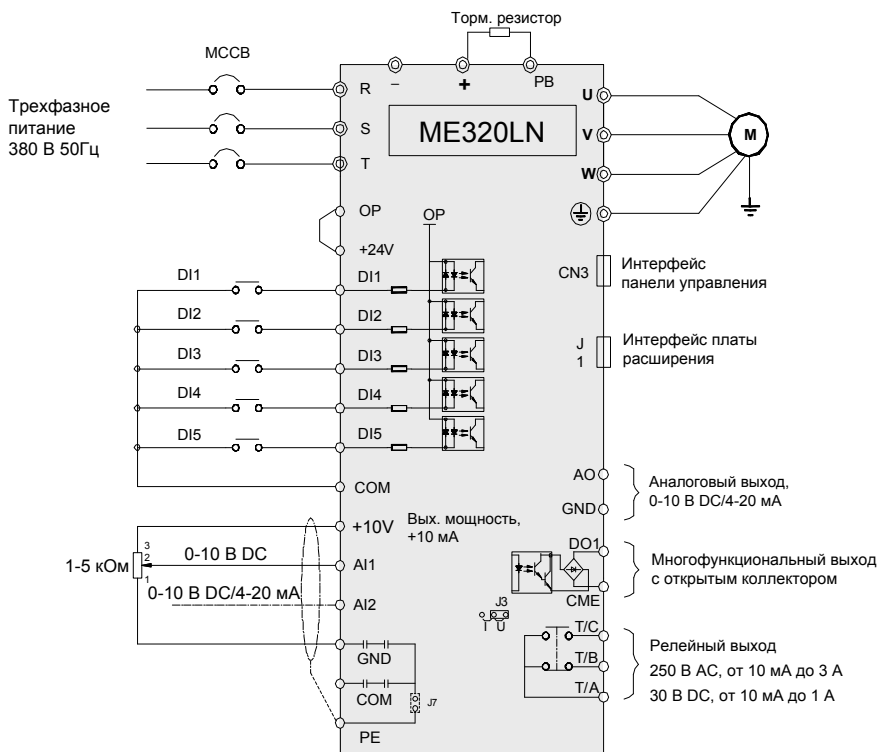 Торм. резистор
MCCB
R
–
+
PB
U
Трехфазное
питание
380 В 50Гц
S
ME320LN
V
M
T
W
OP
OP
+24V
CN3
Интерфейс
панели управления
DI1
DI1
DI2
DI2
J
1
Интерфейс платы
расширения
DI3
DI3
DI4
DI4
DI5
DI5
COM
AO
GND
Аналоговый выход,
0-10 В DC/4-20 мА
+10V
Вых. мощность,
+10 мА
1-5 кОм
3
2
1
0-10 В DC
AI1
DO1
CME
Многофункциональный выход
с открытым коллектором
0-10 В DC/4-20 мА
AI2
J3
I U
T/C
T/B
T/A
Релейный выход
250 В AC, от 10 мА до 3 А
30 В DC, от 10 мА до 1 А
GND
COM
J7
PE